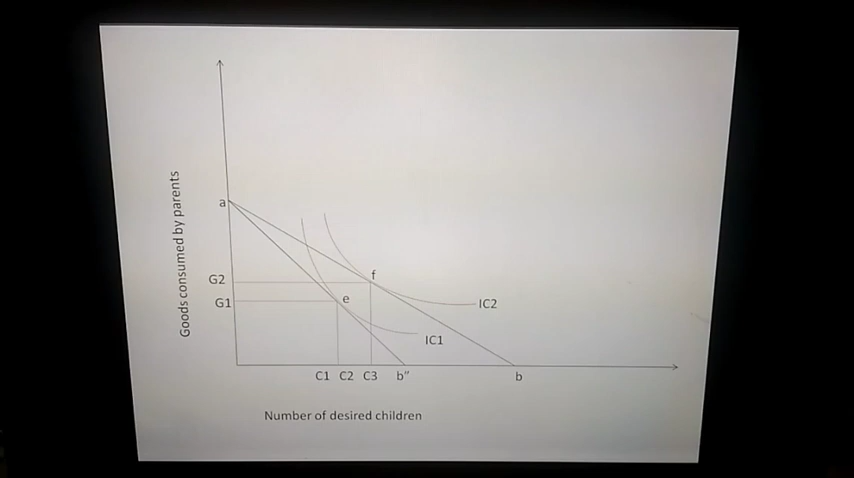 Goods consumed by parents
a
G2
G1
f
e
IC2
IC1
C1 C2 C3 b" b
Number of desired children